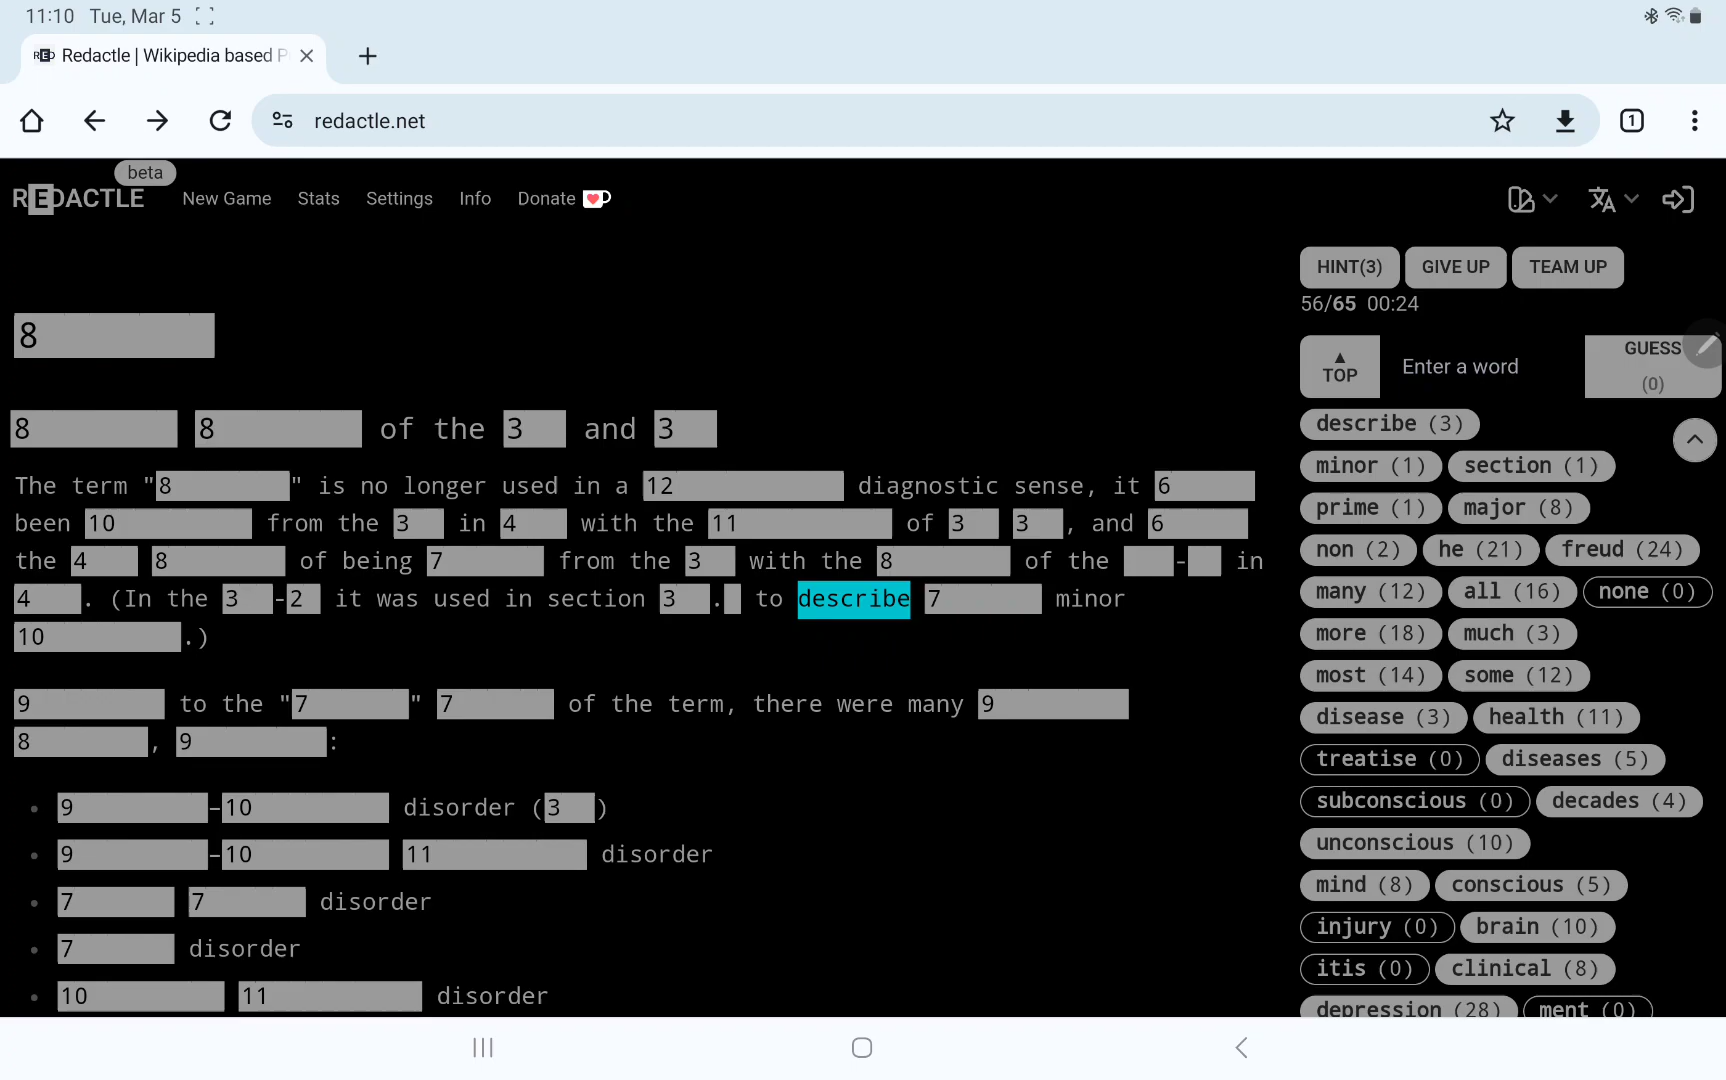 11:10 Tue, Mar 5
RED Redactle | Wikipedia based P
redactle.net
beta
REDACTLE New Game Stats Settings Info Donate
HINT(3) GIVE UP TEAM UP
56/65 00:24
8
▲ TOP Enter a word GUESS (0)
8 8 of the 3 and 3
The term "8" is no longer used in a 12 diagnostic sense, it 6
been 10 from the 3 in 4 with the 11 of 3 3, and 6
the 4 8 of being 7 from the 3 with the 8 of the - in
4. (In the 3-2 it was used in section 3. to describe 7 minor
10.)
9 to the "7" 7 of the term, there were many 9
8, 9:
• 9–10 disorder (3)
• 9–10 11 disorder
• 7 7 disorder
• 7 disorder
• 10 11 disorder
describe (3)
minor (1) section (1)
prime (1) major (8)
non (2) he (21) freud (24)
many (12) all (16) none (0)
more (18) much (3)
most (14) some (12)
disease (3) health (11)
treatise (0) diseases (5)
subconscious (0) decades (4)
unconscious (10)
mind (8) conscious (5)
injury (0) brain (10)
itis (0) clinical (8)
depression (28) ment (0)